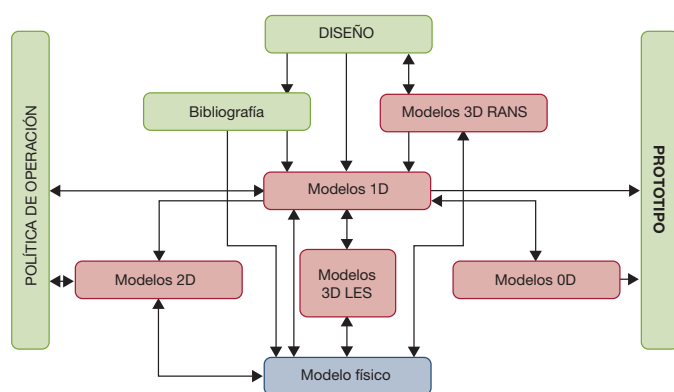 DISEÑO
Bibliografía
Modelos 3D RANS
POLÍTICA DE OPERACIÓN
Modelos 1D
PROTOTIPO
Modelos 2D
Modelos
3D LES
Modelos 0D
Modelo físico